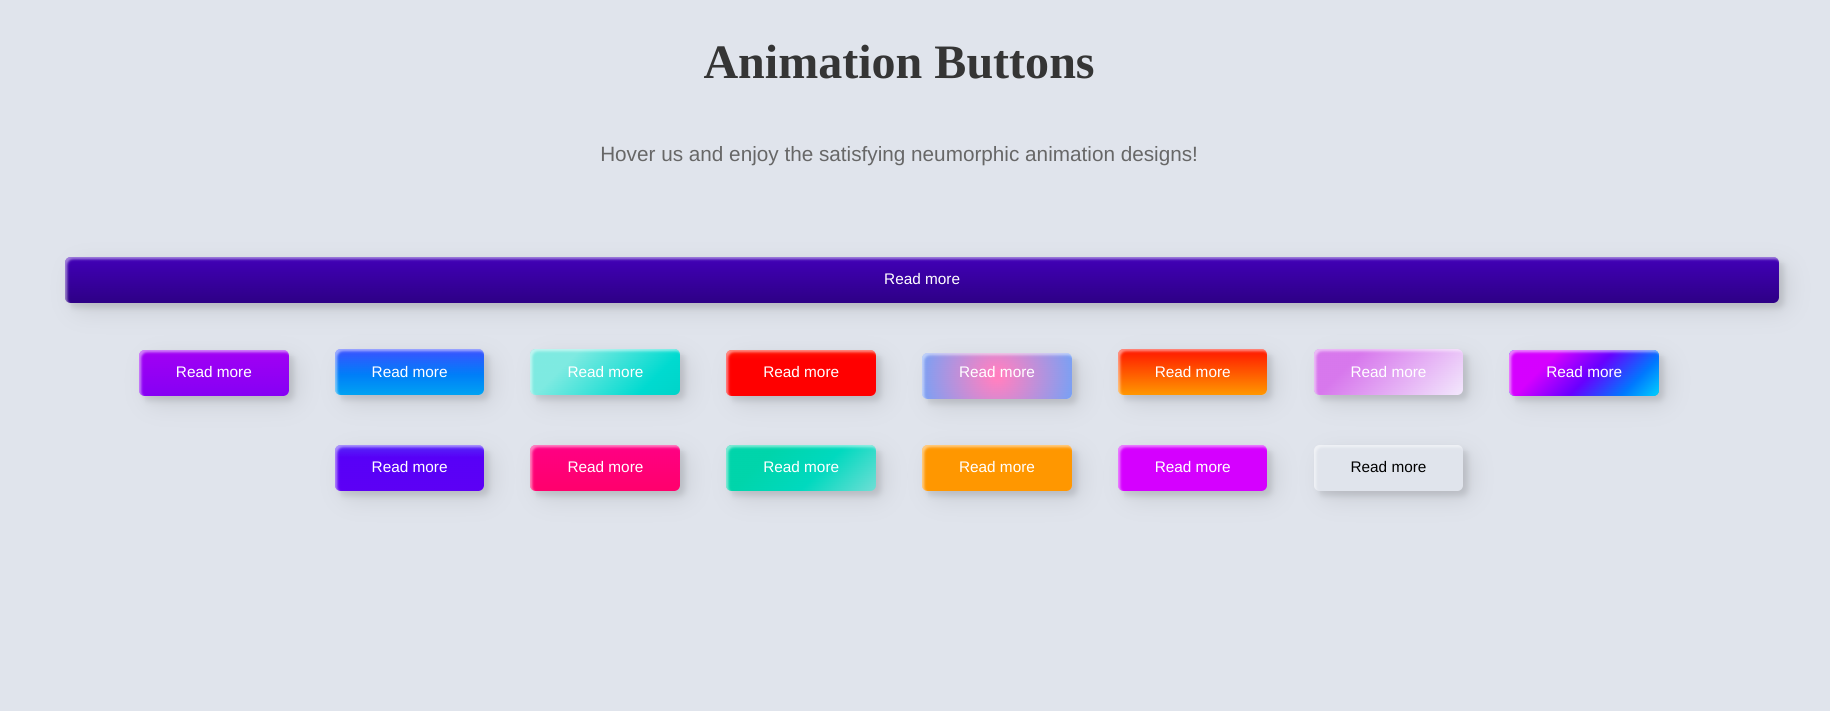 Animation Buttons
Hover us and enjoy the satisfying neumorphic animation designs!
Read more
Read more Read more Read more Read more Read more Read more Read more Read more
Read more Read more Read more Read more Read more Read more